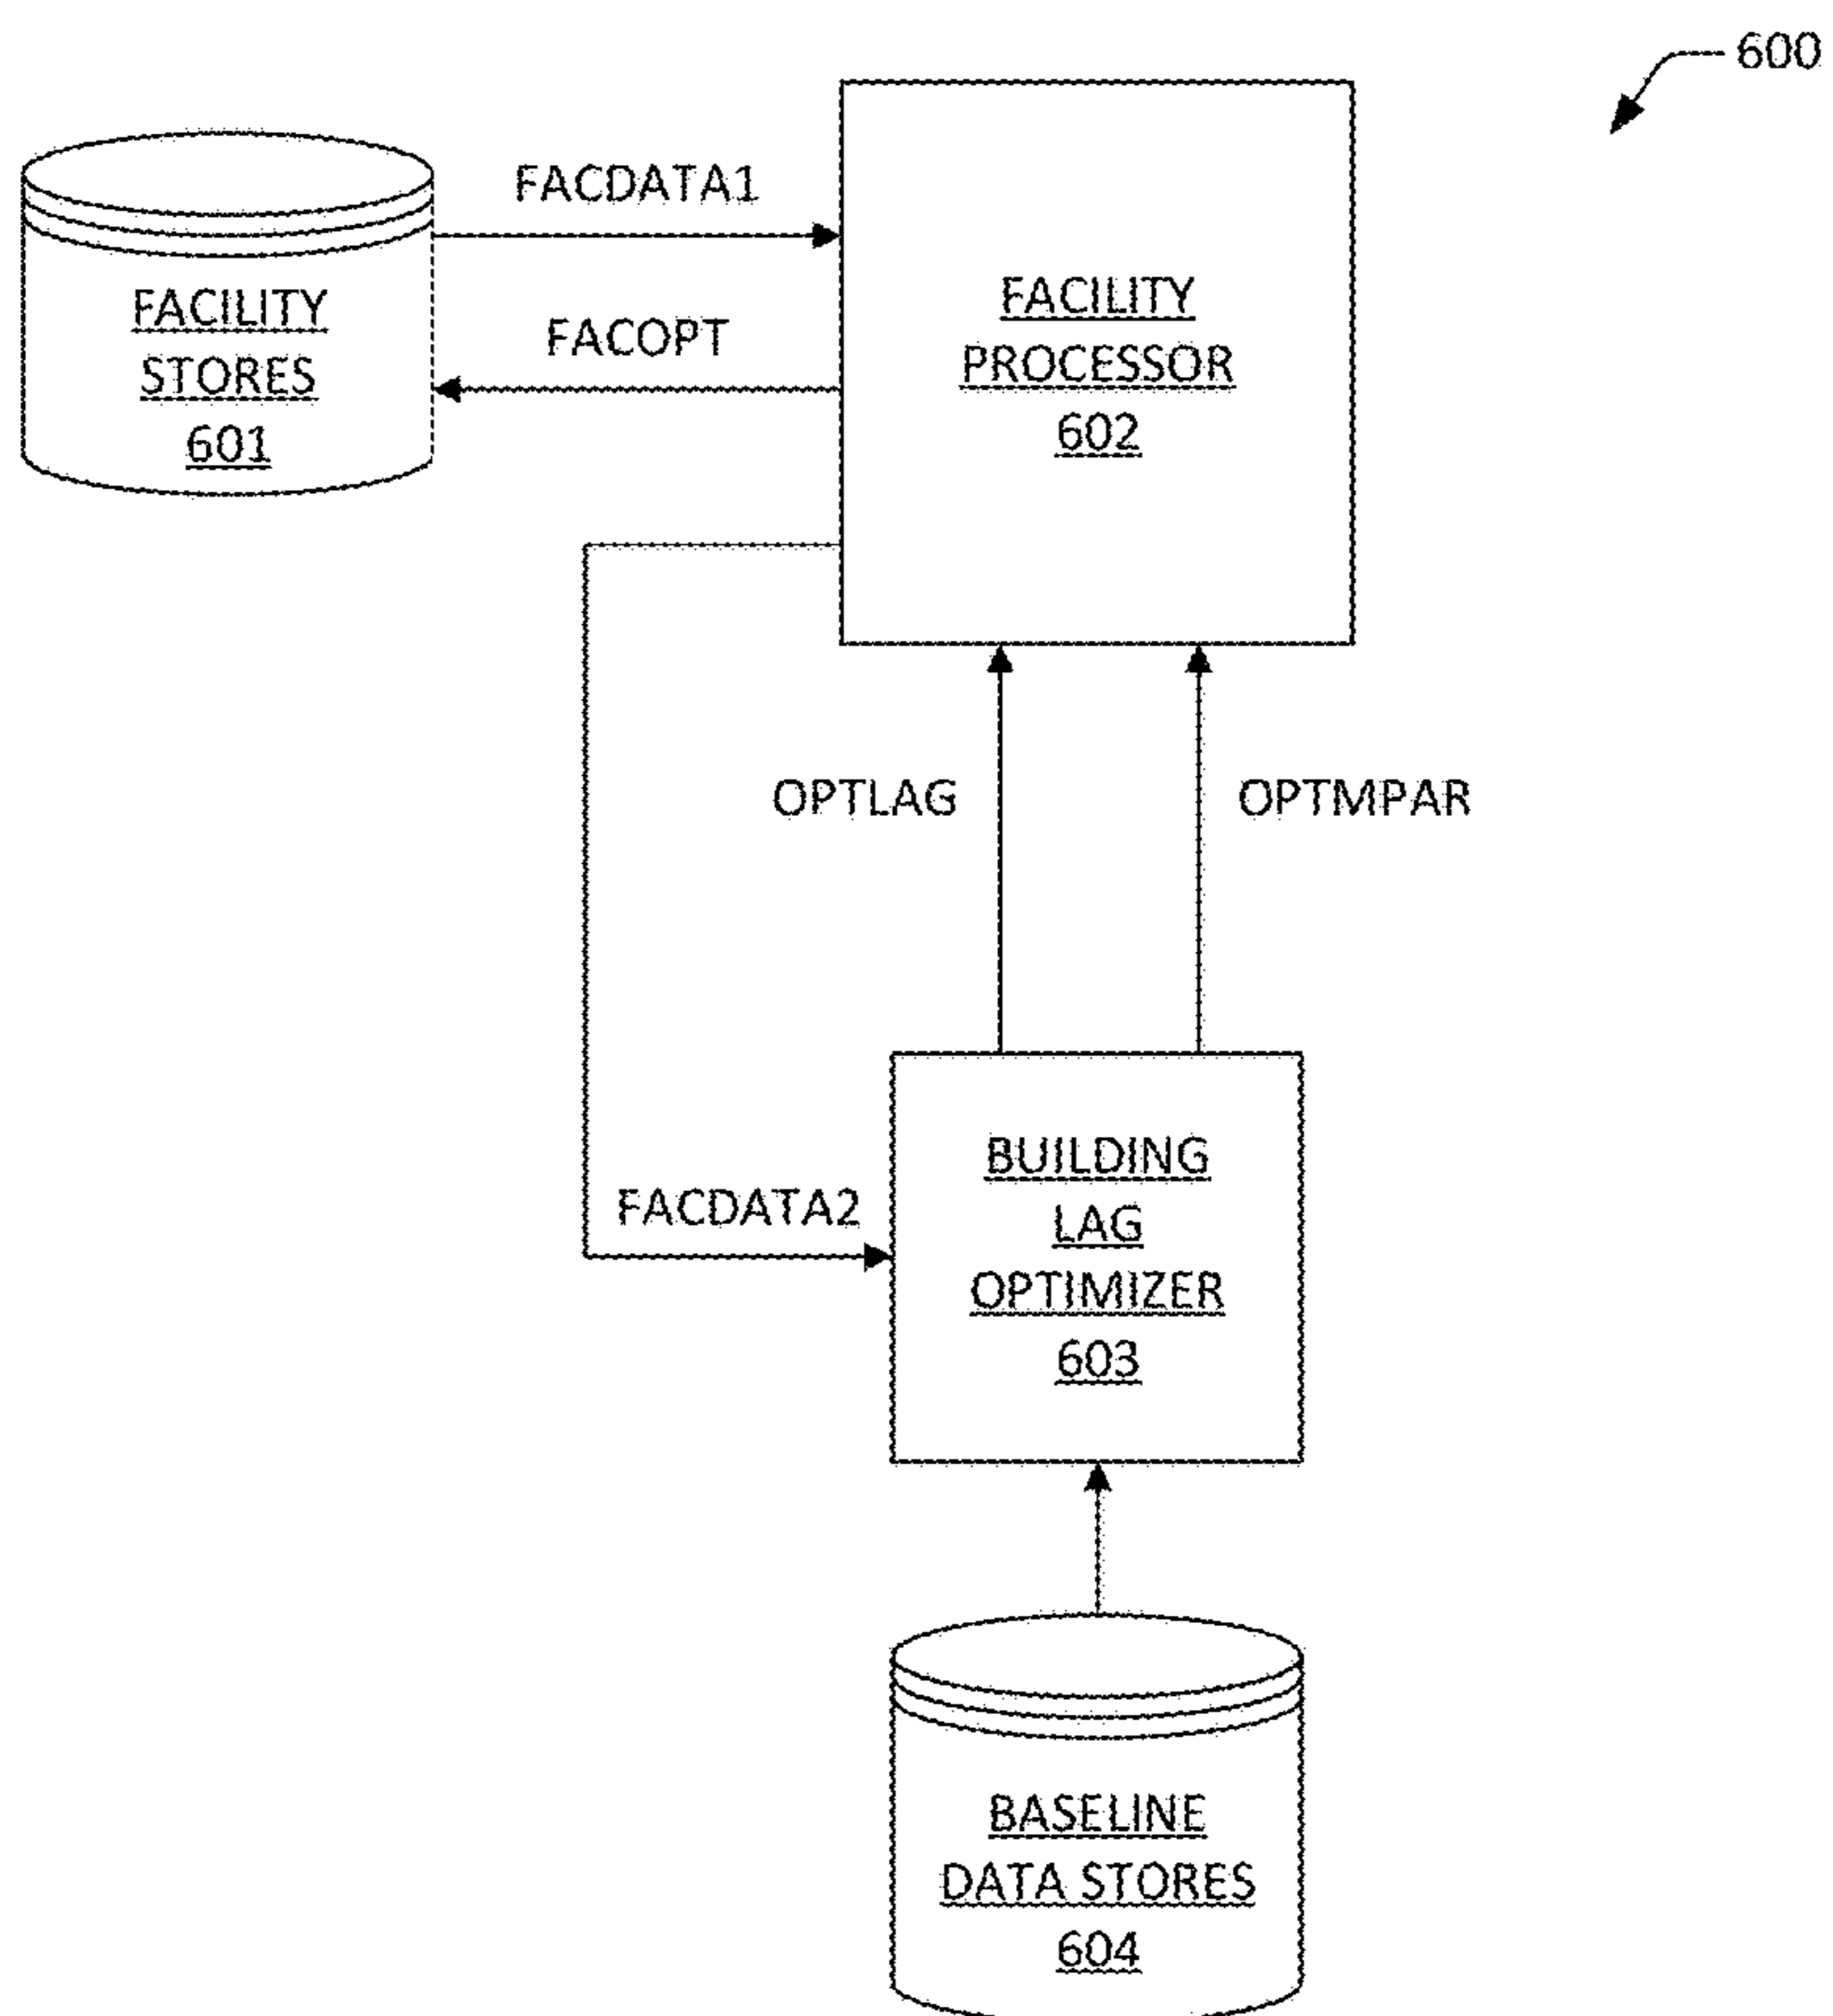 600
FACDATA1
FACILITY
STORES
601
FACOPT
FACILITY
PROCESSOR
602
OPTLAG
OPTMPAR
FACDATA2
BUILDING
LAG
OPTIMIZER
603
BASELINE
DATA STORES
604